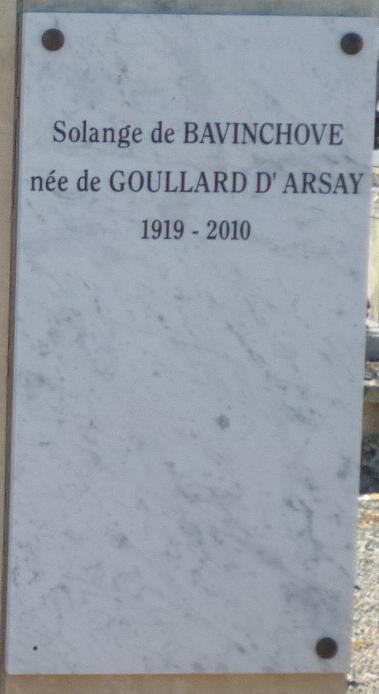 Solange de BAVINCHOVE
née de GOULLARD D' ARSAY
1919 - 2010